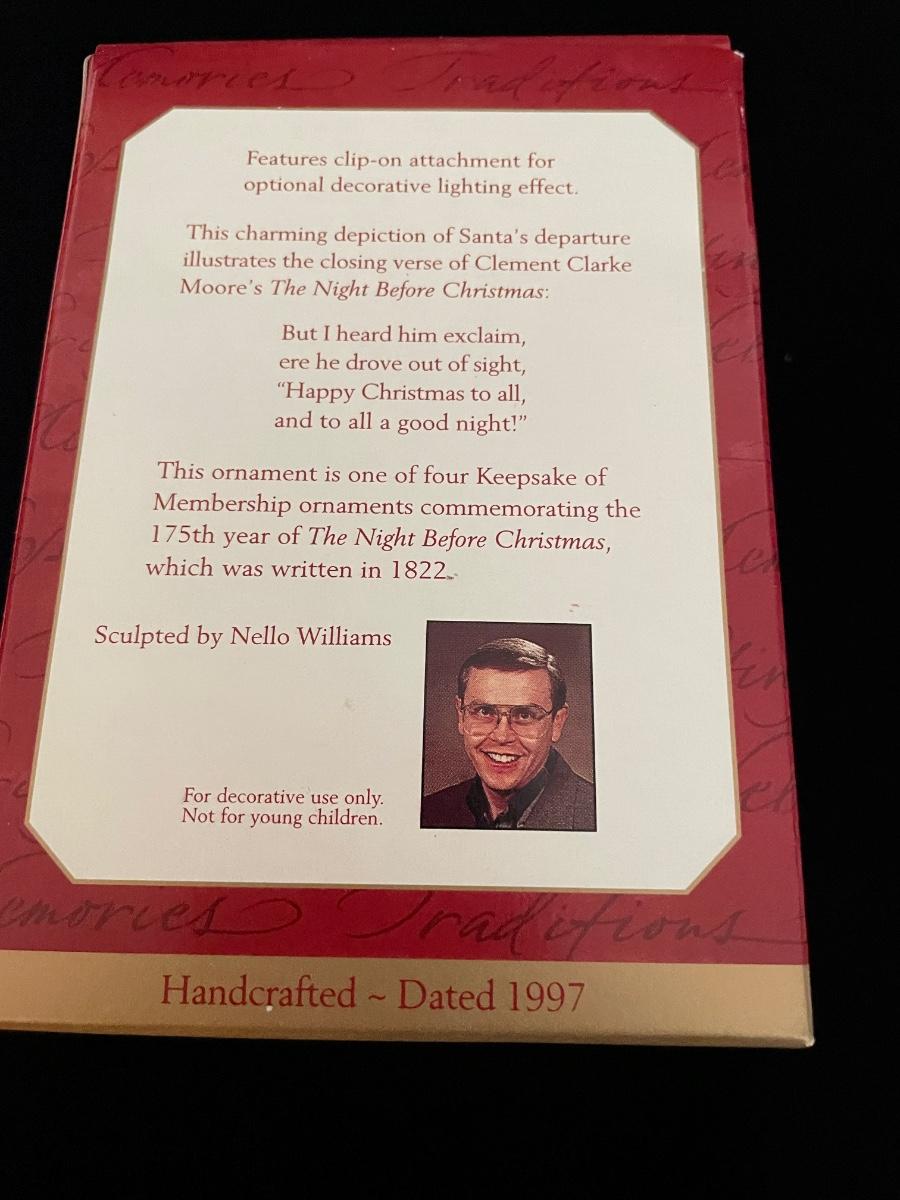 Memories Traditions
Features clip-on attachment for
optional decorative lighting effect.
This charming depiction of Santa's departure
illustrates the closing verse of Clement Clarke
Moore's The Night Before Christmas:
But I heard him exclaim,
ere he drove out of sight,
“Happy Christmas to all,
and to all a good night!”
This ornament is one of four Keepsake of
Membership ornaments commemorating the
175th year of The Night Before Christmas,
which was written in 1822.
Sculpted by Nello Williams
For decorative use only.
Not for young children.
emories Traditions
Handcrafted ~ Dated 1997